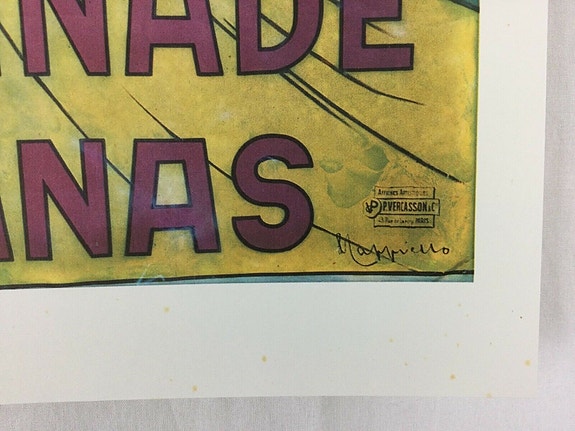 NADE
ANAS
AFFICHES ARTISTIQUES
P.VERCASSON&C
PARIS
Cappiello